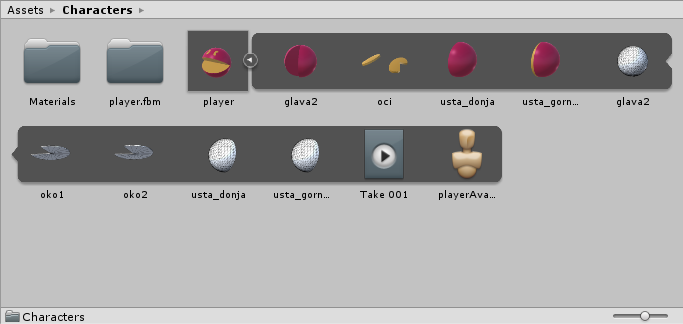 Assets ▸ Characters ▸
Materials player.fbm player glava2 oci usta_donja usta_gorn... glava2
oko1 oko2 usta_donja usta_gorn... Take 001 playerAva...
Characters